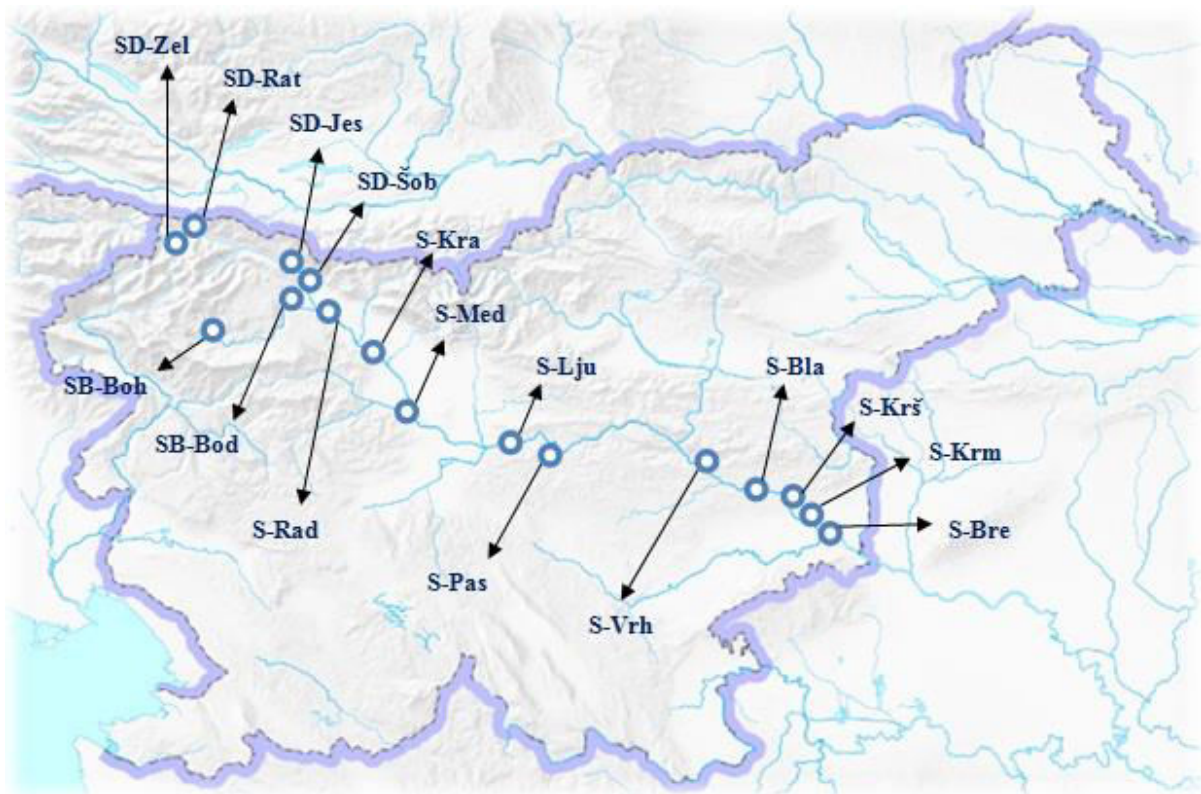 SD-Zel
SD-Rat
SD-Jes
SD-Šob
S-Kra
S-Med
SB-Boh
S-Lju
S-Bla
S-Krš
SB-Bod
S-Krm
S-Rad
S-Bre
S-Pas
S-Vrh